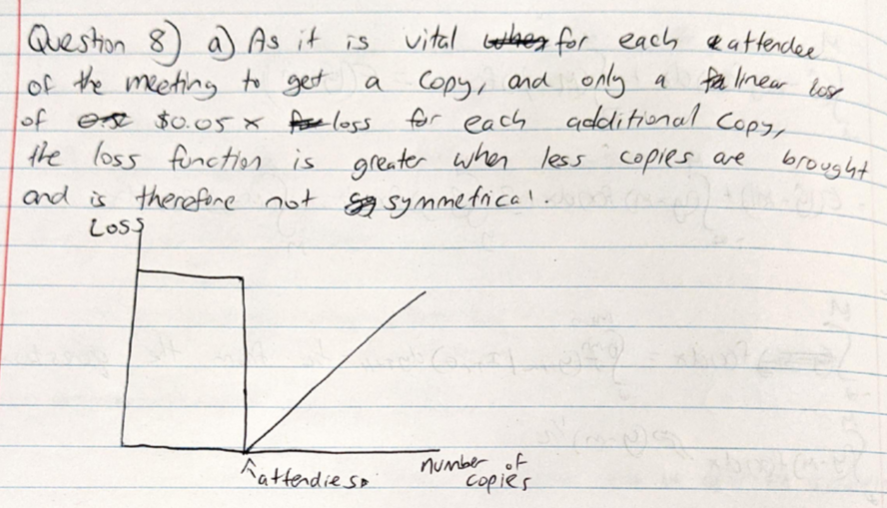 Question 8) a) As it is vital for each attendee
of the meeting to get a copy, and only a linear loss
of $0.05 x loss for each additional copy,
the loss function is greater when less copies are brought
and is therefore not symmetrical.
Loss
attendies
number of
copies